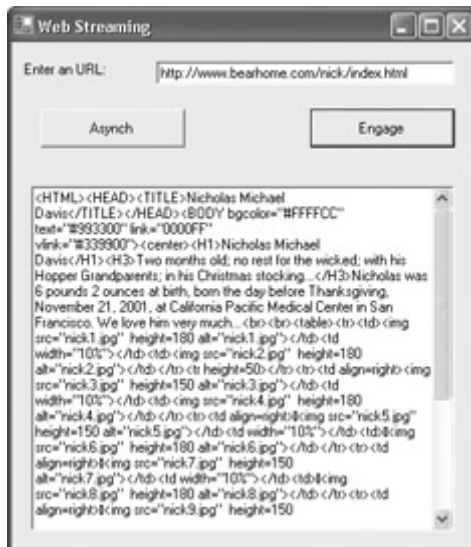 Web Streaming
Enter an URL:
http://www.bearhome.com/nick/index.html
Asynch
Engage
<HTML><HEAD><TITLE>Nicholas Michael
Davis</TITLE></HEAD><BODY bgcolor="#FFFFCC"
text="#993300" link="0000FF"
vlink="#339900"><center><H1>Nicholas Michael
Davis</H1><H3>Two months old; no rest for the wicked; with his
Hopper Grandparents; in his Christmas stocking...</H3>Nicholas was
6 pounds 2 ounces at birth, born the day before Thanksgiving,
November 21, 2001, at California Pacific Medical Center in San
Francisco. We love him very much...<br><br><table><tr><td><img
src="nick1.jpg" height=180 alt="nick1.jpg"></td><td
width="10%"></td><td><img src="nick2.jpg" height=180
alt="nick2.jpg"></td></tr><tr height=50></tr><tr><td align=right><img
src="nick3.jpg" height=150 alt="nick3.jpg"></td><td
width="10%"></td><td><img src="nick4.jpg" height=180
alt="nick4.jpg"></td></tr><tr><td align=right><img src="nick5.jpg"
height=150 alt="nick5.jpg"></td><td width="10%"></td><td><img
src="nick6.jpg" height=180 alt="nick6.jpg"></td></tr><tr><td
align=right><img src="nick7.jpg" height=150
alt="nick7.jpg"></td><td width="10%"></td><td><img
src="nick8.jpg" height=180 alt="nick8.jpg"></td></tr><tr><td
align=right><img src="nick9.jpg" height=150